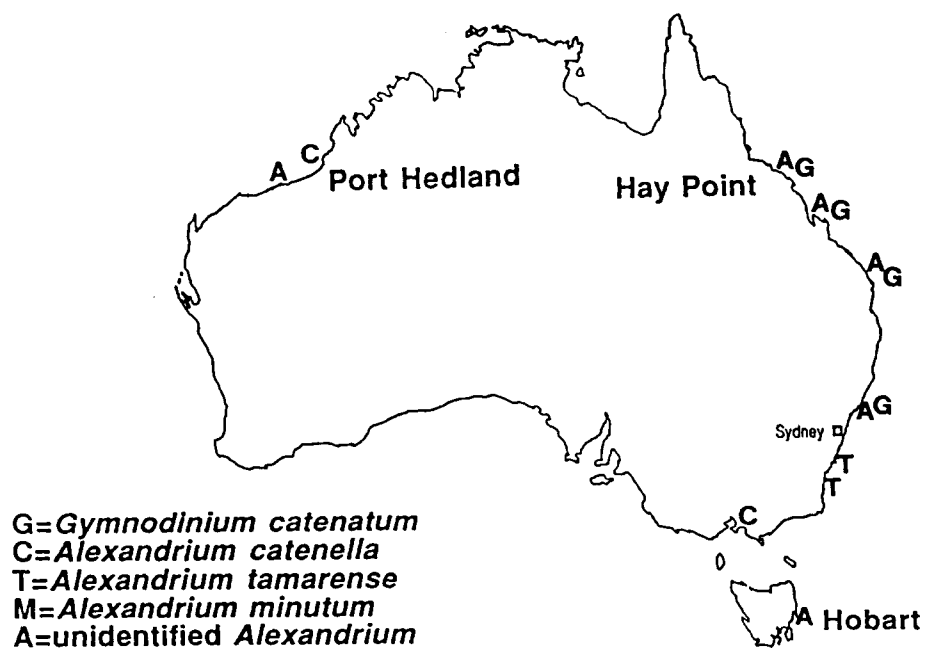 C
A
Port Hedland
Hay Point
AG
AG
AG
AG
Sydney
T
T
C
G=Gymnodinium catenatum
C=Alexandrium catenella
T=Alexandrium tamarense
M=Alexandrium minutum
A=unidentified Alexandrium
A Hobart